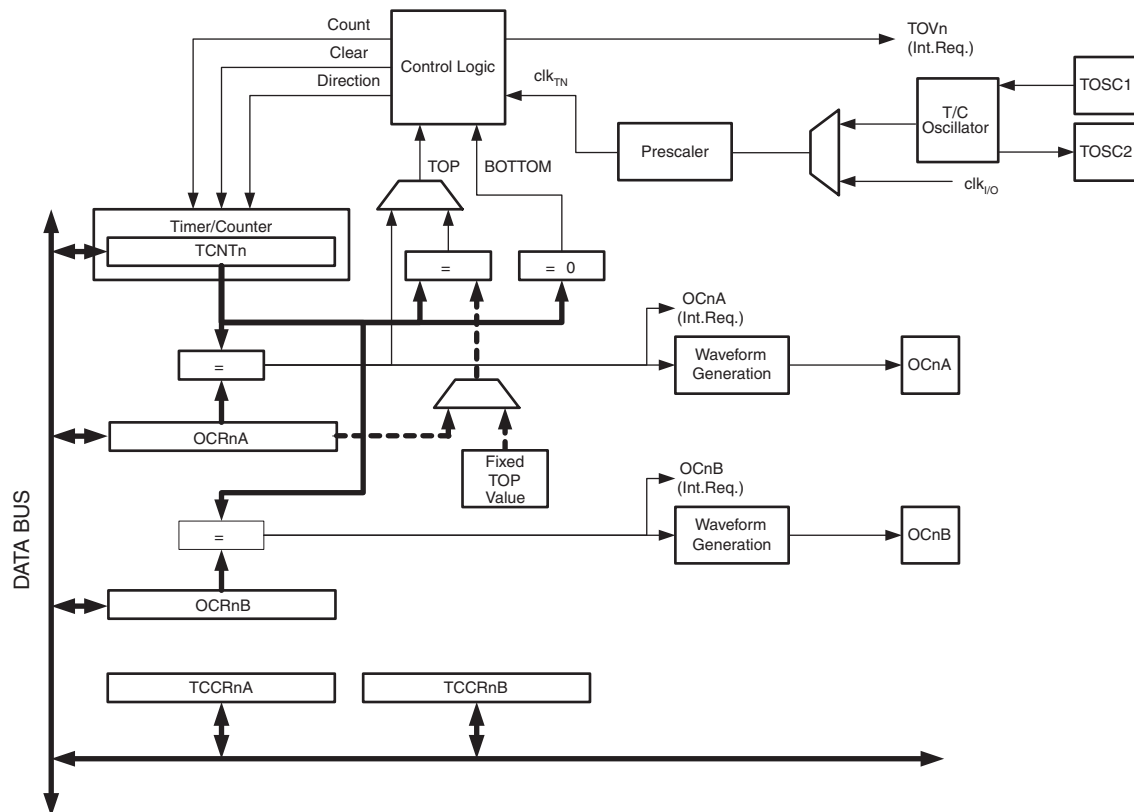 Count
Clear
Direction
Control Logic
clkTN
TOVn
(Int.Req.)
TOSC1
T/C
Oscillator
TOSC2
Prescaler
clkI/O
TOP
BOTTOM
Timer/Counter
TCNTn
=
= 0
OCnA
(Int.Req.)
=
Waveform
Generation
OCnA
OCRnA
Fixed
TOP
Value
OCnB
(Int.Req.)
=
Waveform
Generation
OCnB
OCRnB
DATA BUS
TCCRnA
TCCRnB